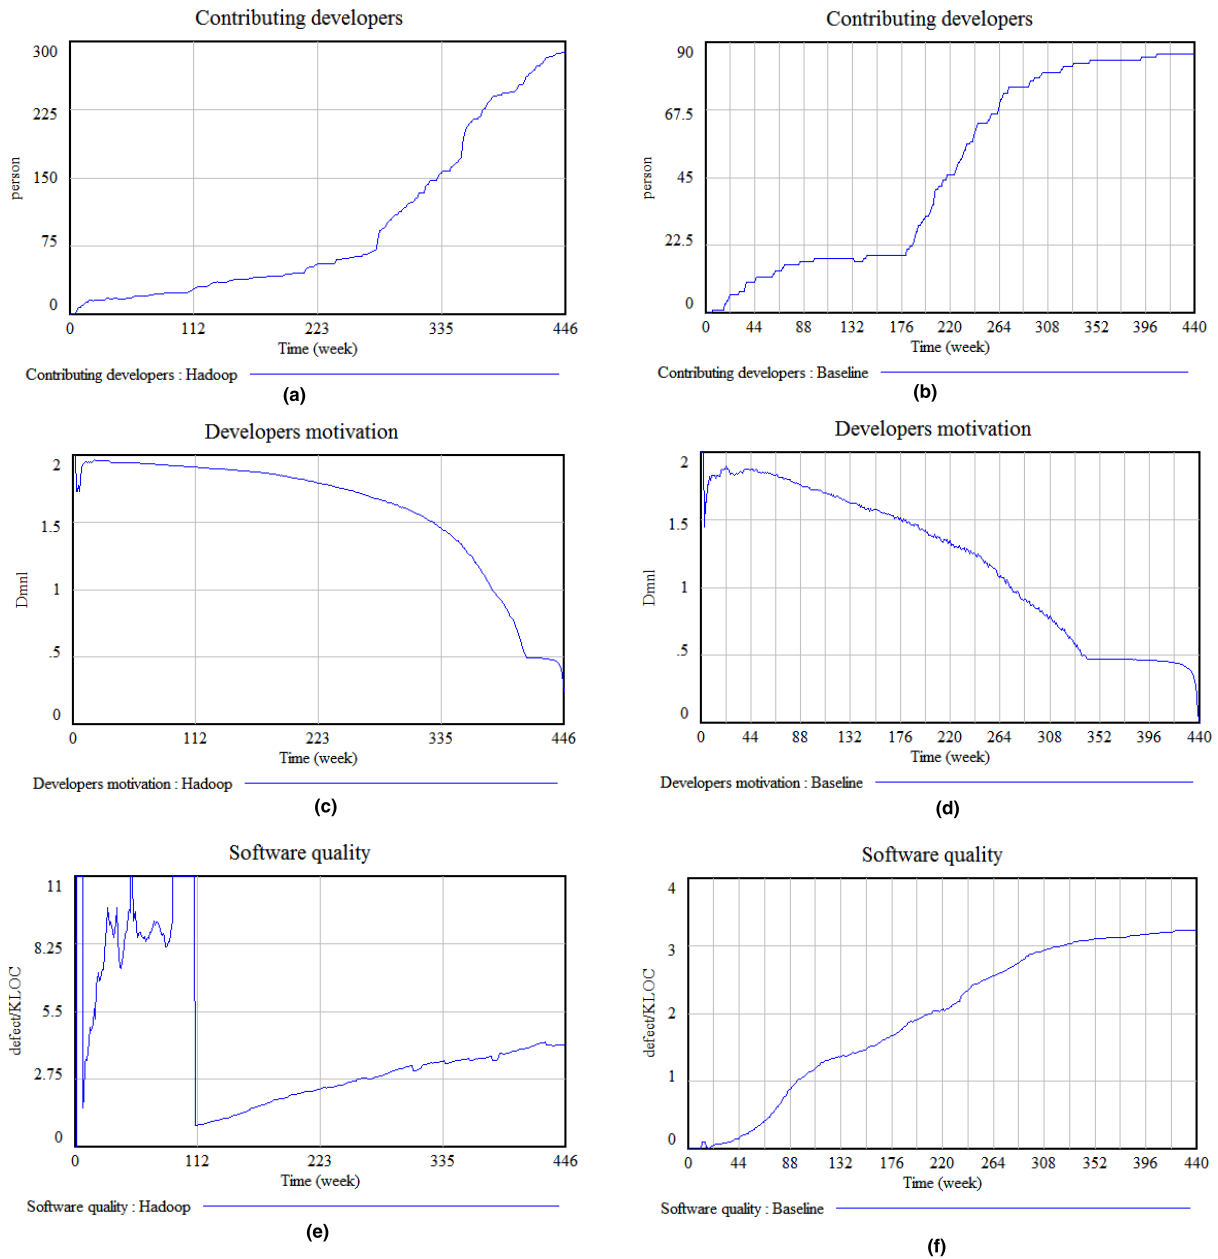 Contributing developers
300
225
150
75
0
person
0 112 223 335 446
Time (week)
Contributing developers : Hadoop
(a)
Contributing developers
90
67.5
45
22.5
0
person
0 44 88 132 176 220 264 308 352 396 440
Time (week)
Contributing developers : Baseline
(b)
Developers motivation
2
1.5
1
.5
0
Dmnl
0 112 223 335 446
Time (week)
Developers motivation : Hadoop
(c)
Developers motivation
2
1.5
1
.5
0
Dmnl
0 44 88 132 176 220 264 308 352 396 440
Time (week)
Developers motivation : Baseline
(d)
Software quality
11
8.25
5.5
2.75
0
defect/KLOC
0 112 223 335 446
Time (week)
Software quality : Hadoop
(e)
Software quality
4
3
2
1
0
defect/KLOC
0 44 88 132 176 220 264 308 352 396 440
Time (week)
Software quality : Baseline
(f)